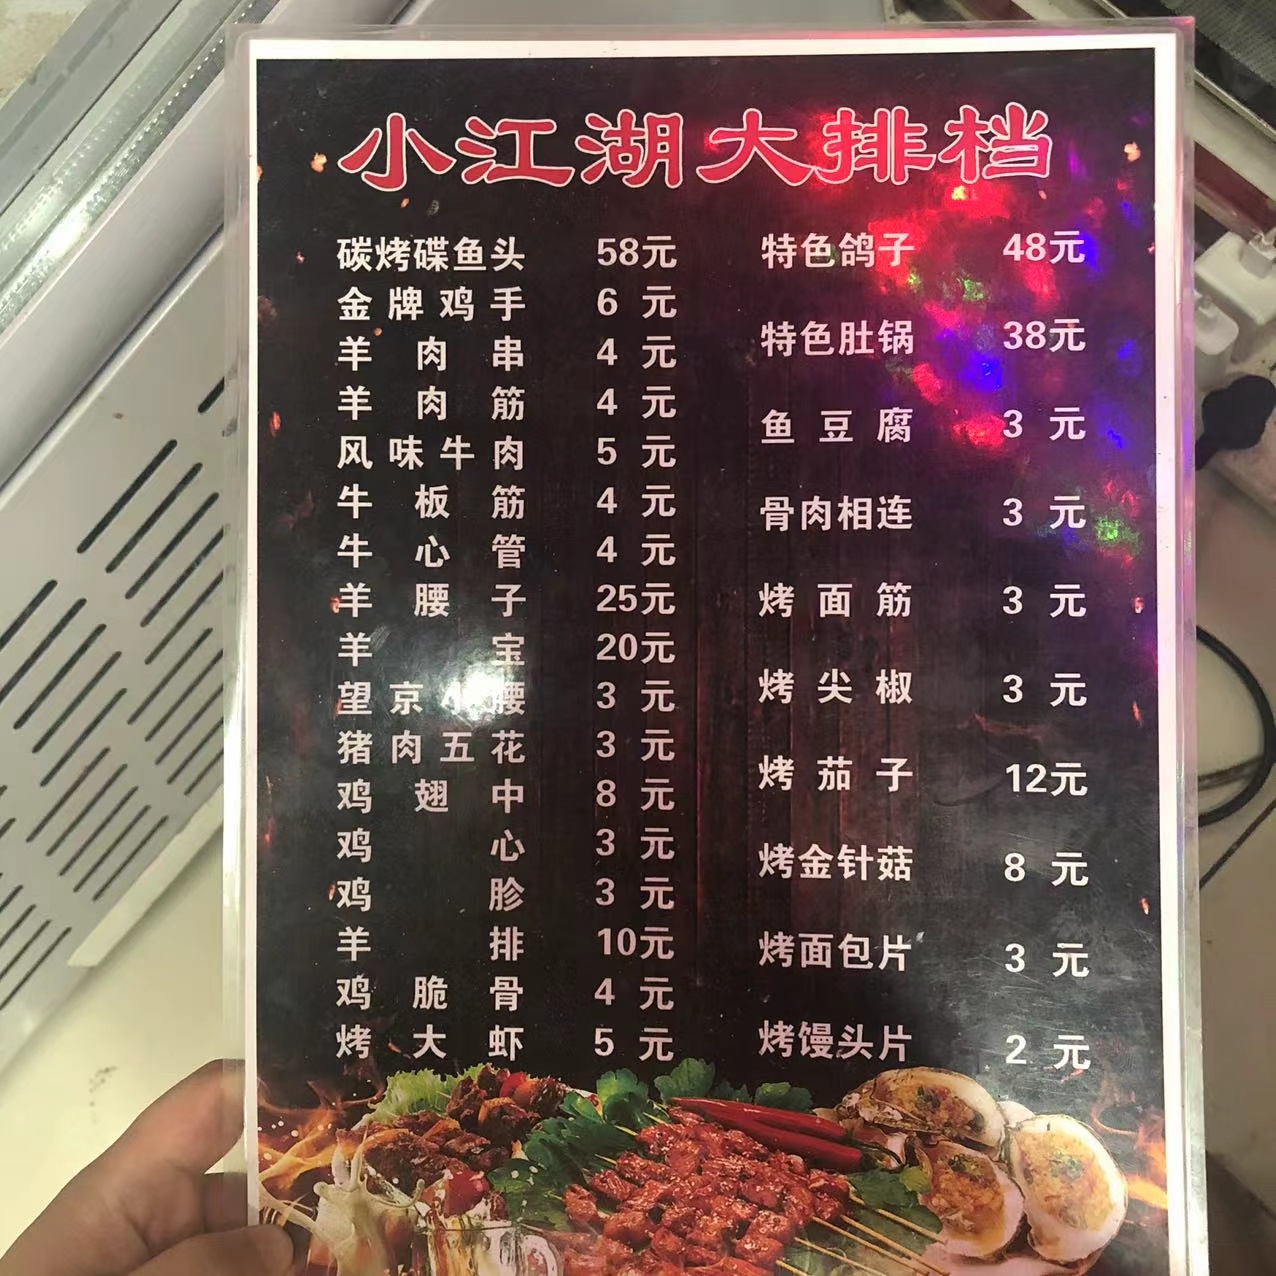 小江湖大排档
碳烤碟鱼头 58元
金牌鸡手 6元
羊肉串 4元
羊肉筋 4元
风味牛肉 5元
牛板筋 4元
牛心管 4元
羊腰子 25元
羊宝 20元
望京小腰 3元
猪肉五花 3元
鸡翅中 8元
鸡心 3元
鸡胗 3元
羊排 10元
鸡脆骨 4元
烤大虾 5元
特色鸽子 48元
特色肚锅 38元
鱼豆腐 3元
骨肉相连 3元
烤面筋 3元
烤尖椒 3元
烤茄子 12元
烤金针菇 8元
烤面包片 3元
烤馒头片 2元